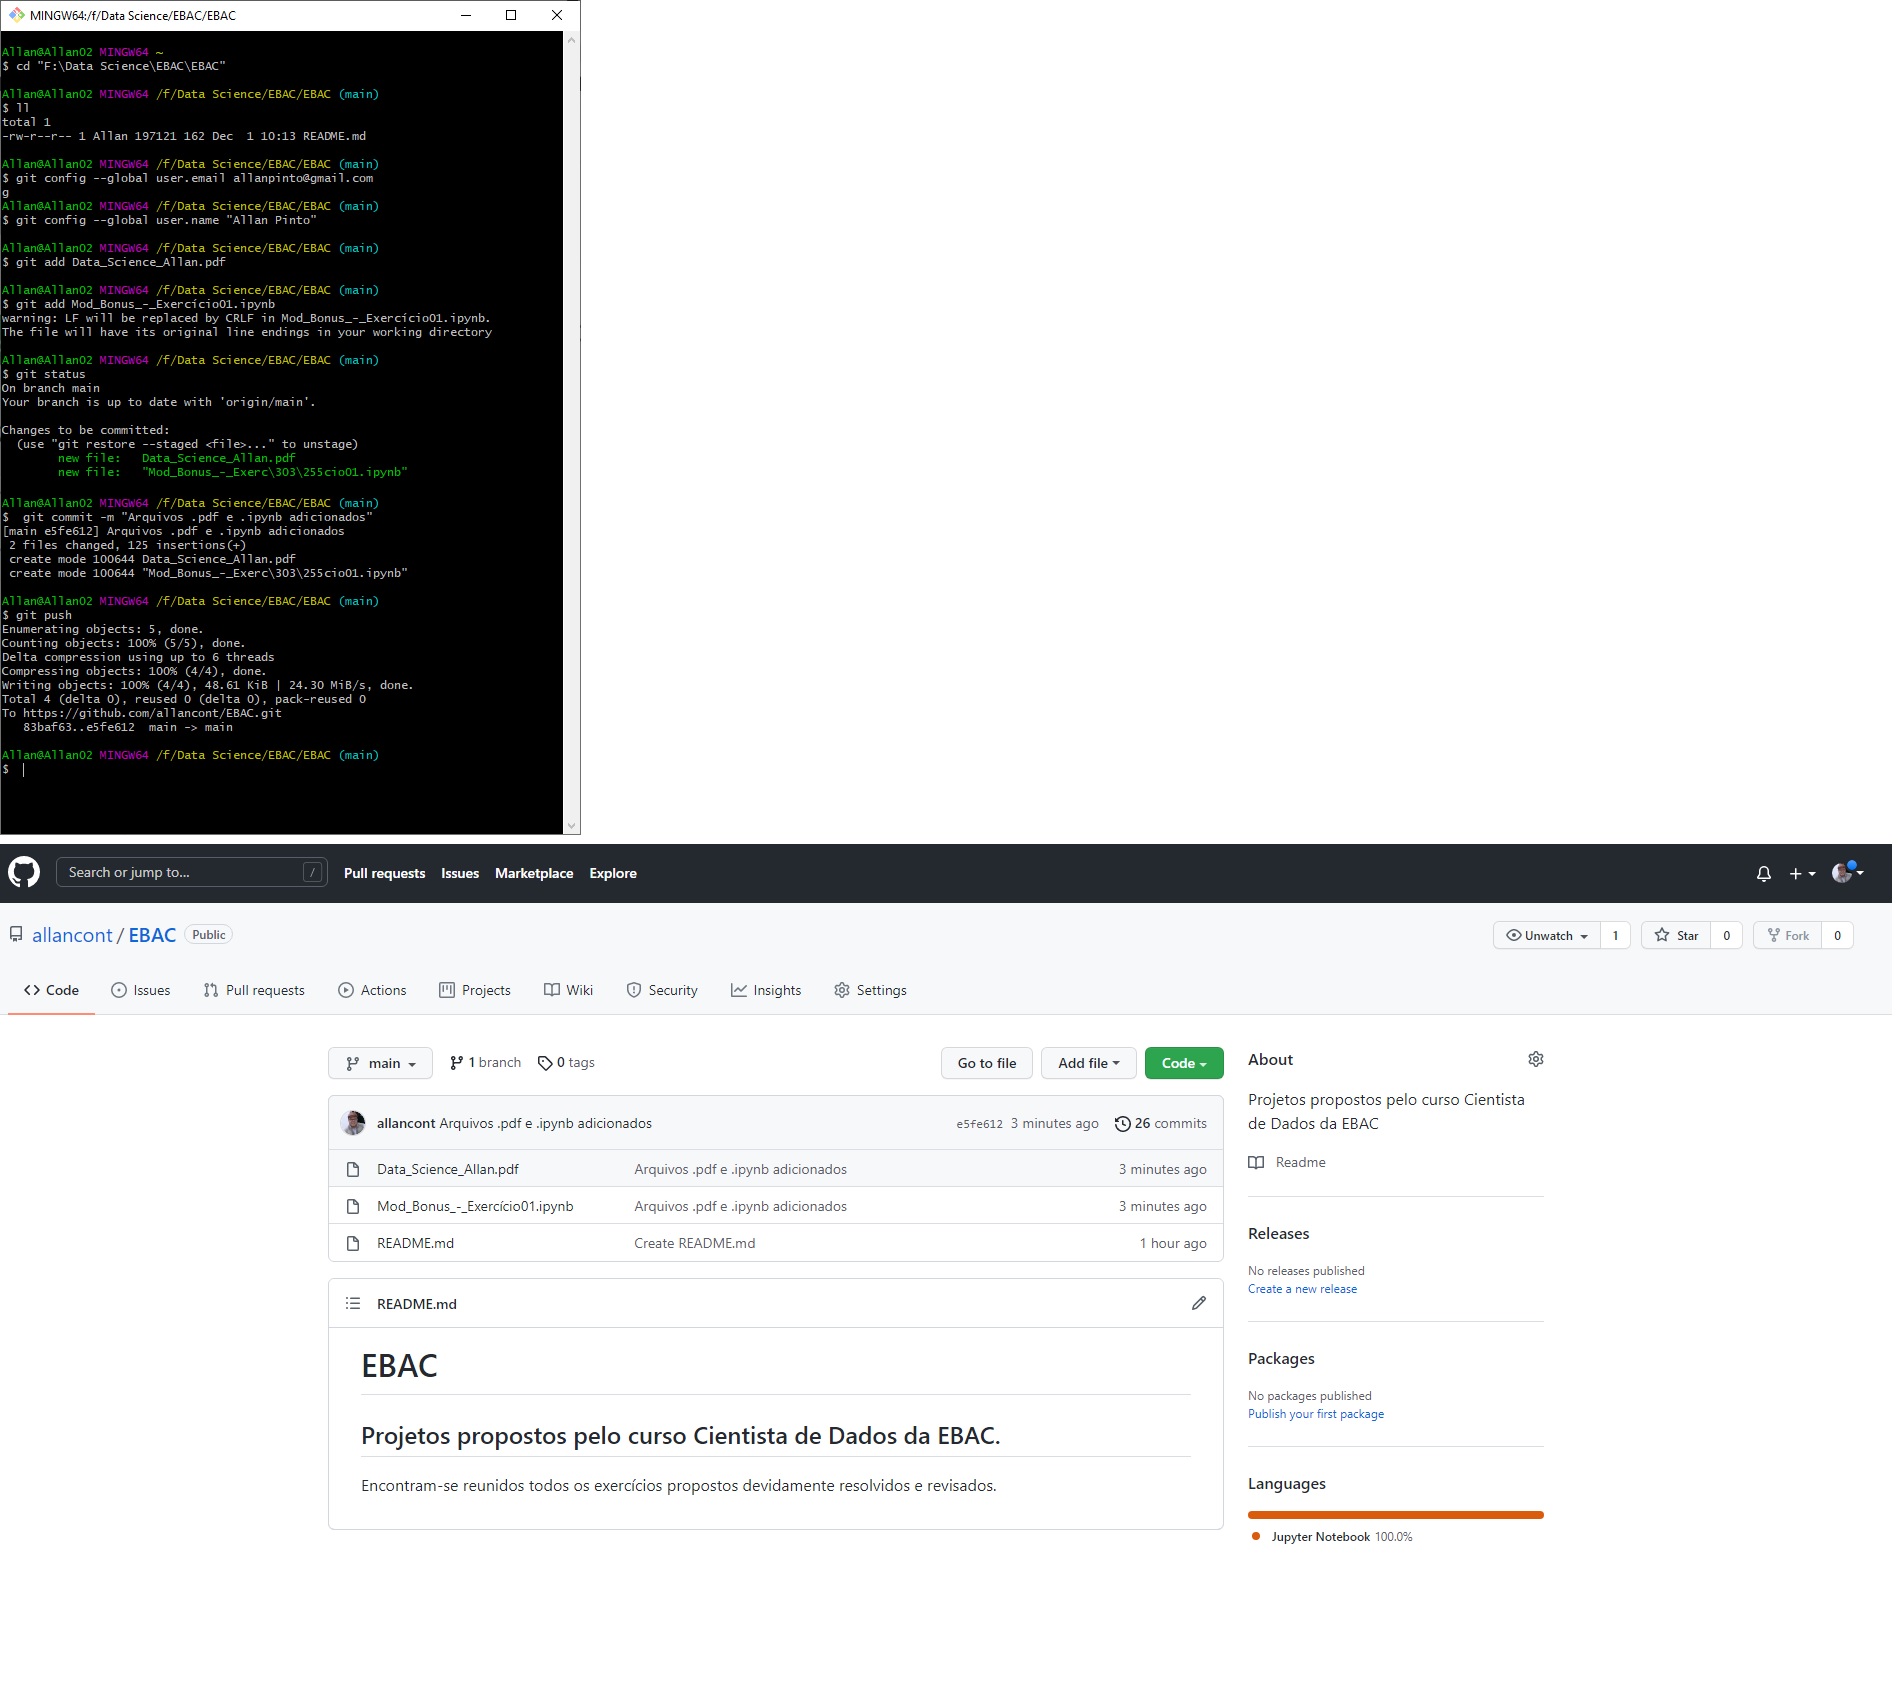 MINGW64:/f/Data Science/EBAC/EBAC
Allan@Allan02 MINGW64 ~
$ cd "F:\Data Science\EBAC\EBAC"
Allan@Allan02 MINGW64 /f/Data Science/EBAC/EBAC (main)
$ ll
total 1
-rw-r--r-- 1 Allan 197121 162 Dec  1 10:13 README.md
Allan@Allan02 MINGW64 /f/Data Science/EBAC/EBAC (main)
$ git config --global user.email allanpinto@gmail.com
g
Allan@Allan02 MINGW64 /f/Data Science/EBAC/EBAC (main)
$ git config --global user.name "Allan Pinto"
Allan@Allan02 MINGW64 /f/Data Science/EBAC/EBAC (main)
$ git add Data_Science_Allan.pdf
Allan@Allan02 MINGW64 /f/Data Science/EBAC/EBAC (main)
$ git add Mod_Bonus_-_Exercício01.ipynb
warning: LF will be replaced by CRLF in Mod_Bonus_-_Exercício01.ipynb.
The file will have its original line endings in your working directory
Allan@Allan02 MINGW64 /f/Data Science/EBAC/EBAC (main)
$ git status
On branch main
Your branch is up to date with 'origin/main'.
Changes to be committed:
  (use "git restore --staged <file>..." to unstage)
        new file:   Data_Science_Allan.pdf
        new file:   "Mod_Bonus_-_Exerc\303\255cio01.ipynb"
Allan@Allan02 MINGW64 /f/Data Science/EBAC/EBAC (main)
$  git commit -m "Arquivos .pdf e .ipynb adicionados"
[main e5fe612] Arquivos .pdf e .ipynb adicionados
 2 files changed, 125 insertions(+)
 create mode 100644 Data_Science_Allan.pdf
 create mode 100644 "Mod_Bonus_-_Exerc\303\255cio01.ipynb"
Allan@Allan02 MINGW64 /f/Data Science/EBAC/EBAC (main)
$ git push
Enumerating objects: 5, done.
Counting objects: 100% (5/5), done.
Delta compression using up to 6 threads
Compressing objects: 100% (4/4), done.
Writing objects: 100% (4/4), 48.61 KiB | 24.30 MiB/s, done.
Total 4 (delta 0), reused 0 (delta 0), pack-reused 0
To https://github.com/allancont/EBAC.git
   83baf63..e5fe612  main -> main
Allan@Allan02 MINGW64 /f/Data Science/EBAC/EBAC (main)
$
Search or jump to... / Pull requests Issues Marketplace Explore
allancont / EBAC Public Unwatch 1 Star 0 Fork 0
Code Issues Pull requests Actions Projects Wiki Security Insights Settings
main 1 branch 0 tags Go to file Add file Code
allancont Arquivos .pdf e .ipynb adicionados e5fe612 3 minutes ago 26 commits
Data_Science_Allan.pdf Arquivos .pdf e .ipynb adicionados 3 minutes ago
Mod_Bonus_-_Exercício01.ipynb Arquivos .pdf e .ipynb adicionados 3 minutes ago
README.md Create README.md 1 hour ago
README.md
EBAC
Projetos propostos pelo curso Cientista de Dados da EBAC.
Encontram-se reunidos todos os exercícios propostos devidamente resolvidos e revisados.
About
Projetos propostos pelo curso Cientista
de Dados da EBAC
Readme
Releases
No releases published
Create a new release
Packages
No packages published
Publish your first package
Languages
Jupyter Notebook 100.0%